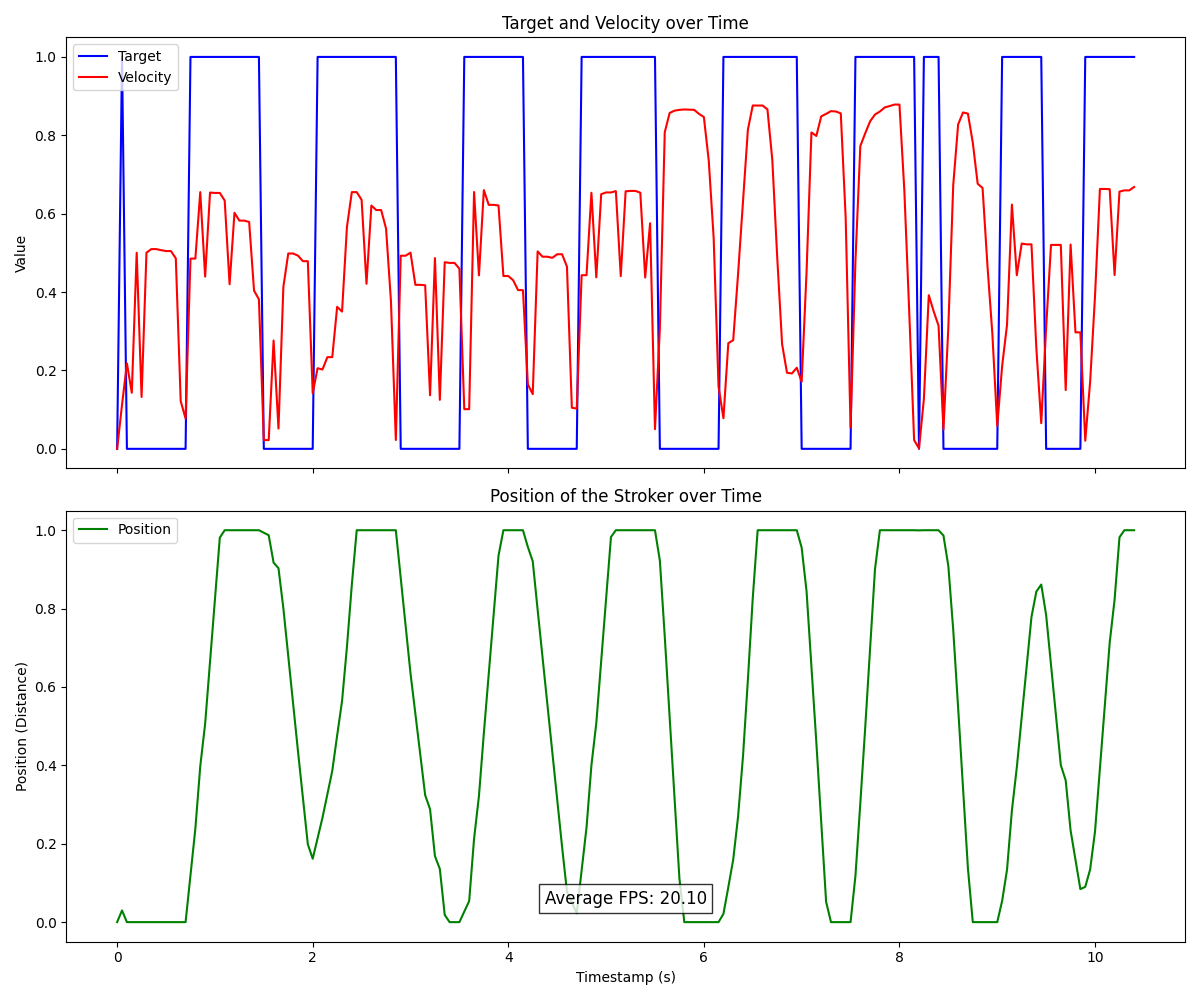 Target and Velocity over Time
Target
Velocity
Value
1.0
0.8
0.6
0.4
0.2
0.0
Position of the Stroker over Time
Position
Position (Distance)
1.0
0.8
0.6
0.4
0.2
0.0
Average FPS: 20.10
0 2 4 6 8 10
Timestamp (s)